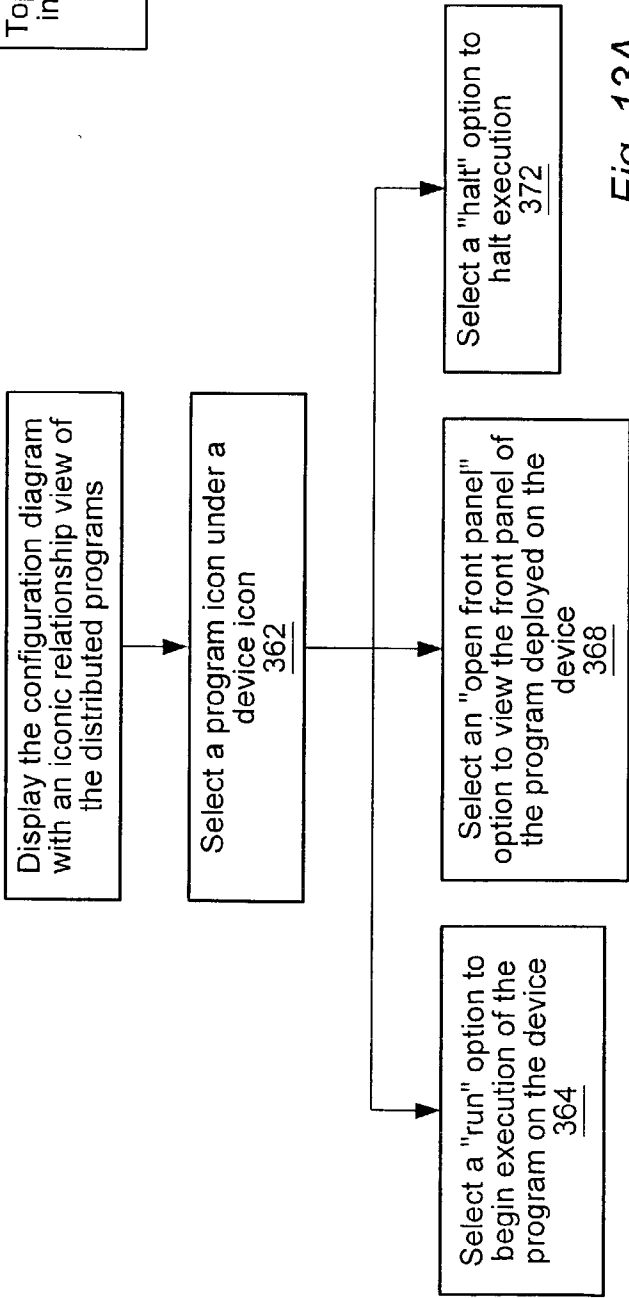 Display the configuration diagram
with an iconic relationship view of
the distributed programs
Select a program icon under a
device icon
362
Select a "run" option to
begin execution of the
program on the device
364
Select an "open front panel"
option to view the front panel of
the program deployed on the
device
368
Select a "halt" option to
halt execution
372
Fig. 13A